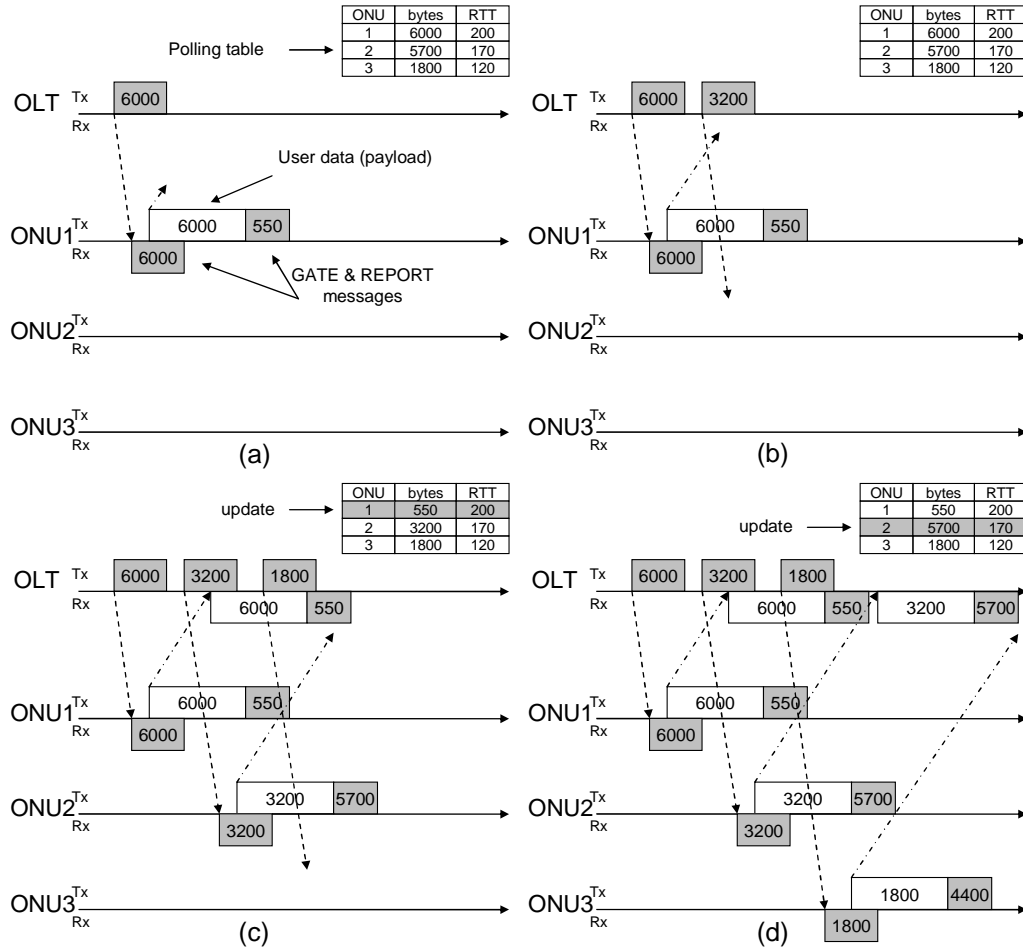 ONU bytes RTT
1 6000 200
2 5700 170
3 1800 120
Polling table
OLT Tx
Rx
6000
User data (payload)
ONU1 Tx
Rx
6000 550
6000
GATE & REPORT
messages
ONU2 Tx
Rx
ONU3 Tx
Rx
(a)
ONU bytes RTT
1 6000 200
2 5700 170
3 1800 120
OLT Tx
Rx
6000 3200
ONU1 Tx
Rx
6000 550
6000
ONU2 Tx
Rx
ONU3 Tx
Rx
(b)
ONU bytes RTT
1 550 200
2 3200 170
3 1800 120
update
OLT Tx
Rx
6000 3200 1800
6000 550
ONU1 Tx
Rx
6000 550
6000
ONU2 Tx
Rx
3200 5700
3200
ONU3 Tx
Rx
(c)
ONU bytes RTT
1 550 200
2 5700 170
3 1800 120
update
OLT Tx
Rx
6000 3200 1800
6000 550 3200 5700
ONU1 Tx
Rx
6000 550
6000
ONU2 Tx
Rx
3200 5700
3200
ONU3 Tx
Rx
1800 4400
1800
(d)